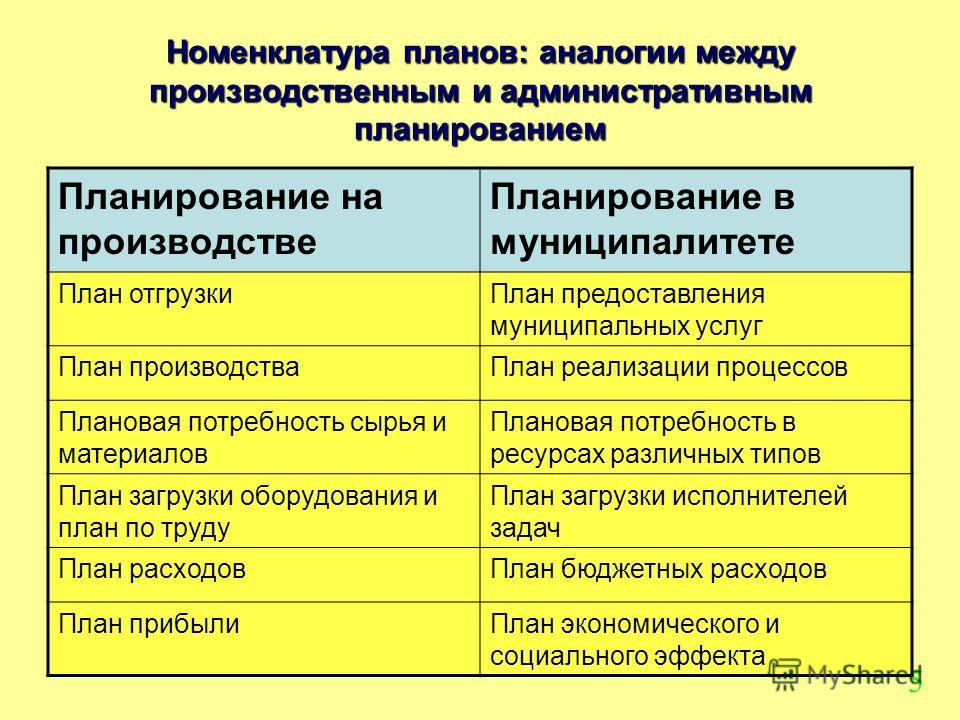 Номенклатура планов: аналогии между
производственным и административным
планированием
Планирование на
производстве
Планирование в
муниципалитете
План отгрузки
План предоставления
муниципальных услуг
План производства
План реализации процессов
Плановая потребность сырья и
материалов
Плановая потребность в
ресурсах различных типов
План загрузки оборудования и
план по труду
План загрузки исполнителей
задач
План расходов
План бюджетных расходов
План прибыли
План экономического и
социального эффекта
MyShared
5